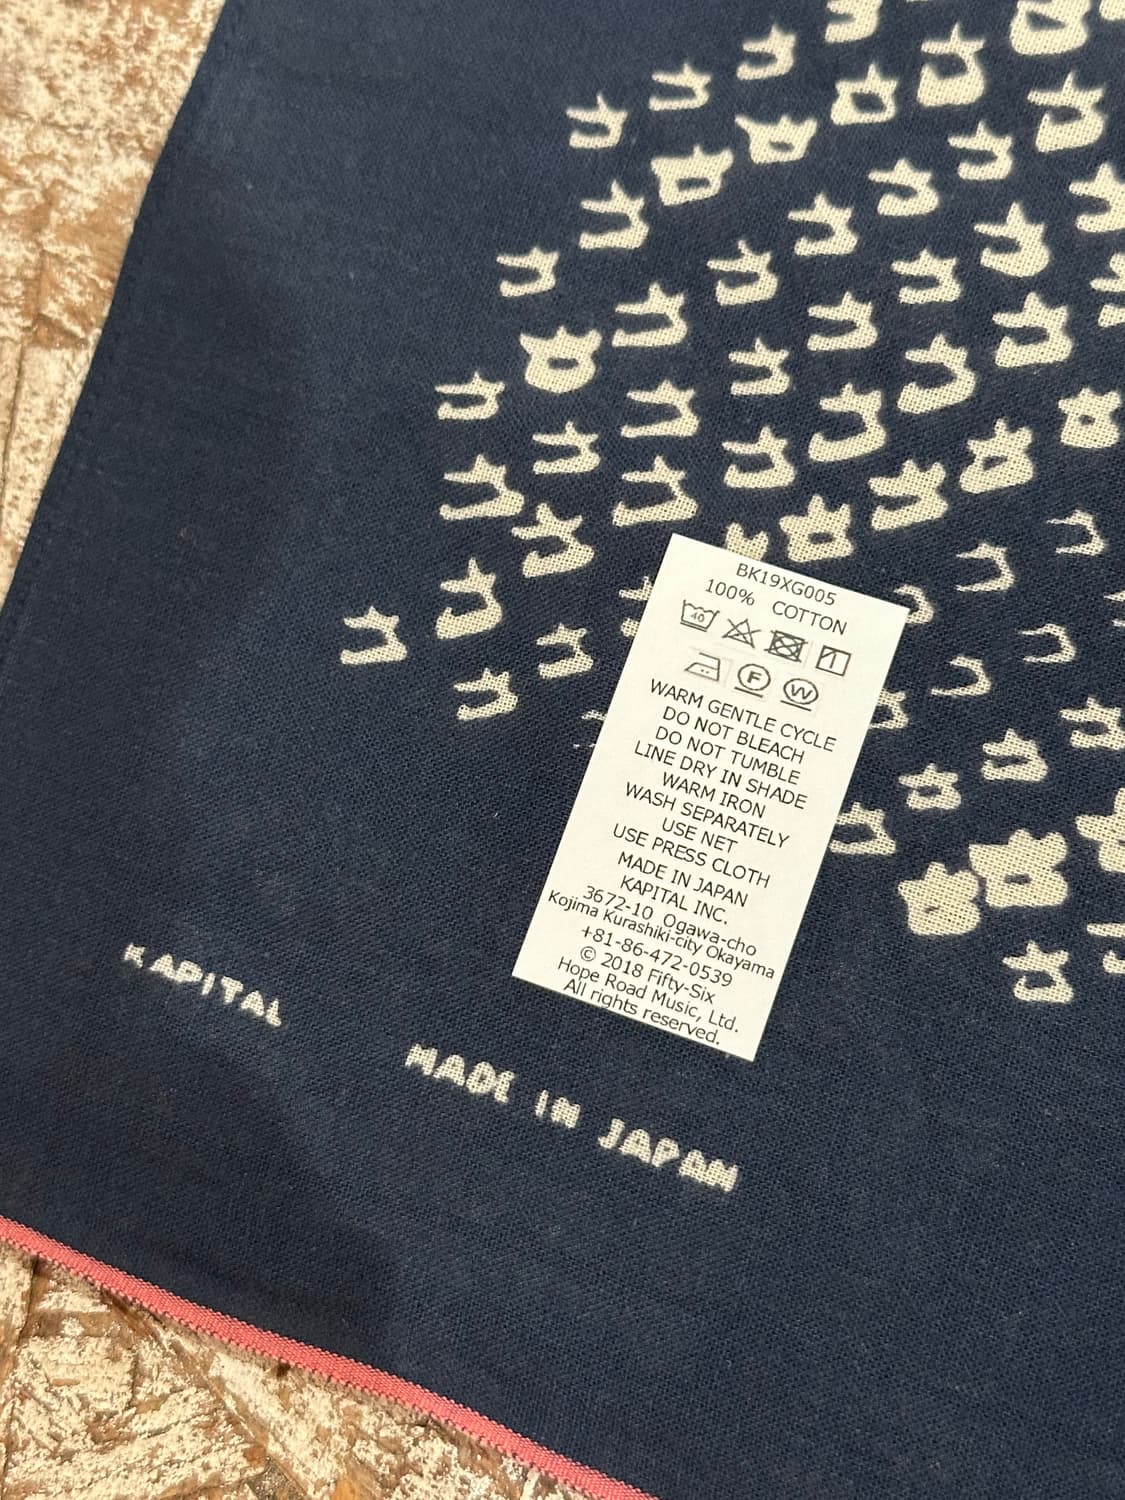 BK19XG005
100% COTTON
40
F
W
WARM GENTLE CYCLE
DO NOT BLEACH
DO NOT TUMBLE
LINE DRY IN SHADE
WARM IRON
WASH SEPARATELY
USE NET
USE PRESS CLOTH
MADE IN JAPAN
KAPITAL INC.
3672-10 Ogawa-cho
Kojima Kurashiki-city Okayama
+81-86-472-0539
© 2018 Fifty-Six
Hope Road Music, Ltd.
All rights reserved.
KAPITAL
MADE IN JAPAN